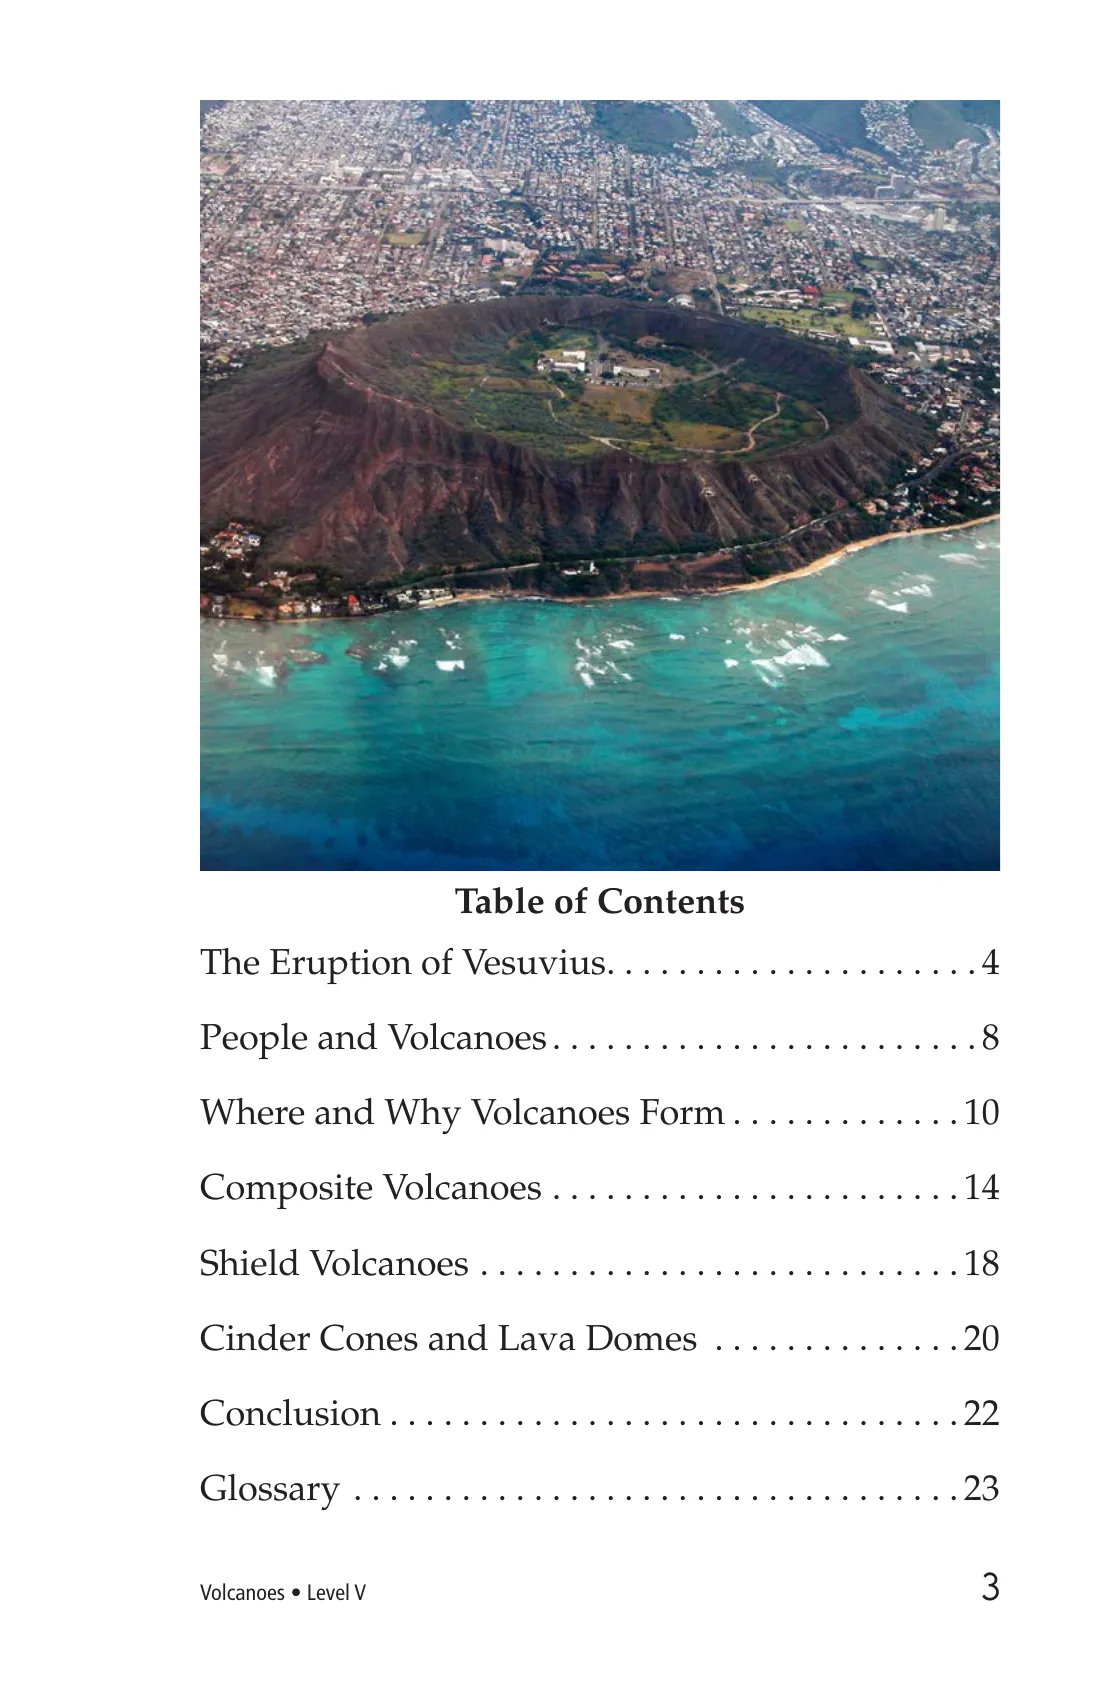 Table of Contents
The Eruption of Vesuvius. . . . . . . . . . . . . . . . . . . . . 4
People and Volcanoes . . . . . . . . . . . . . . . . . . . . . . . . 8
Where and Why Volcanoes Form . . . . . . . . . . . . . 10
Composite Volcanoes . . . . . . . . . . . . . . . . . . . . . . . 14
Shield Volcanoes . . . . . . . . . . . . . . . . . . . . . . . . . . . 18
Cinder Cones and Lava Domes . . . . . . . . . . . . . . 20
Conclusion . . . . . . . . . . . . . . . . . . . . . . . . . . . . . . . . 22
Glossary . . . . . . . . . . . . . . . . . . . . . . . . . . . . . . . . . . 23
Volcanoes • Level V 3